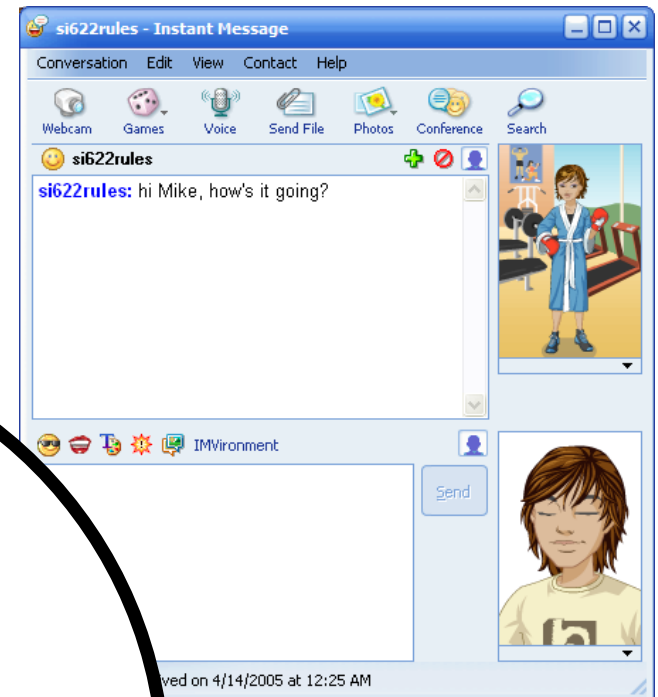 si622rules - Instant Message
Conversation Edit View Contact Help
Webcam Games Voice Send File Photos Conference Search
si622rules
si622rules: hi Mike, how's it going?
IMVironment
Send
on 4/14/2005 at 12:25 AM